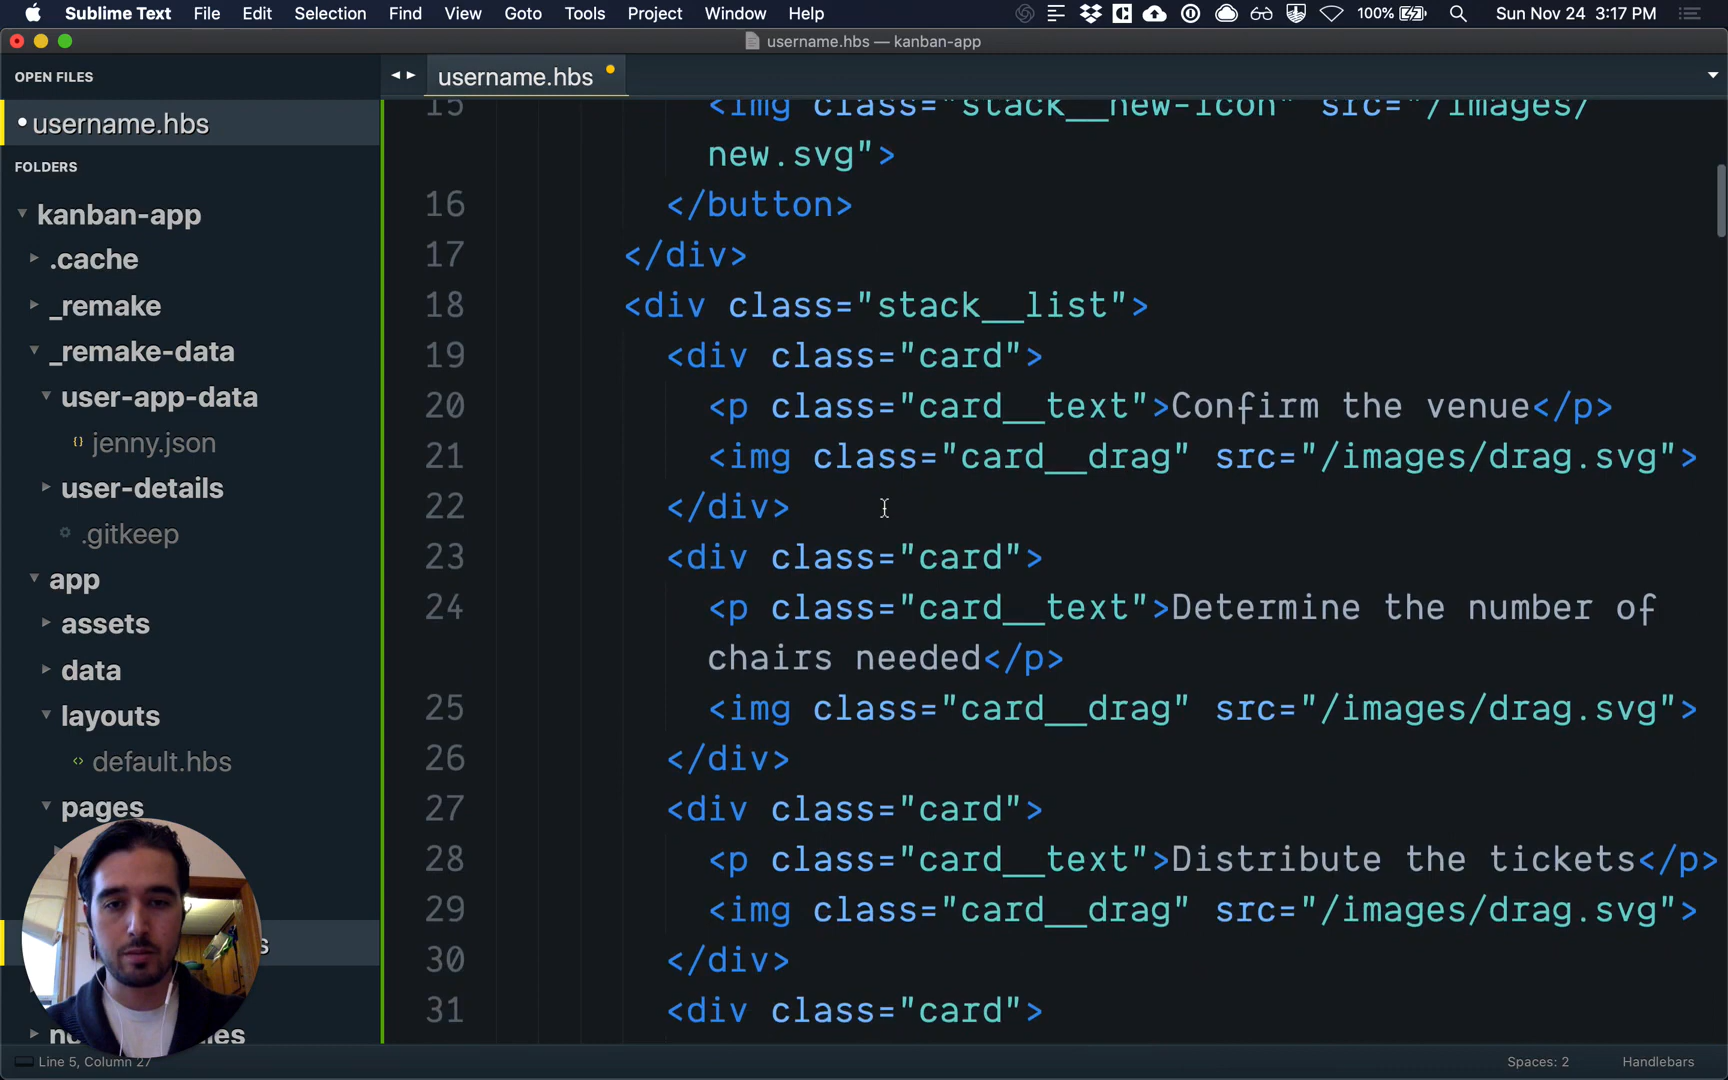 Sublime Text File Edit Selection Find View Goto Tools Project Window Help 100% Sun Nov 24 3:17 PM
username.hbs — kanban-app
OPEN FILES
username.hbs
FOLDERS
kanban-app
.cache
_remake
_remake-data
user-app-data
{} jenny.json
user-details
.gitkeep
app
assets
data
layouts
<> default.hbs
pages
username.hbs
15 <img class="stack__new-icon" src="/images/
new.svg">
16 </button>
17 </div>
18 <div class="stack__list">
19 <div class="card">
20 <p class="card__text">Confirm the venue</p>
21 <img class="card__drag" src="/images/drag.svg">
22 </div>
23 <div class="card">
24 <p class="card__text">Determine the number of
chairs needed</p>
25 <img class="card__drag" src="/images/drag.svg">
26 </div>
27 <div class="card">
28 <p class="card__text">Distribute the tickets</p>
29 <img class="card__drag" src="/images/drag.svg">
30 </div>
31 <div class="card">
Line 5, Column 27
Spaces: 2 Handlebars